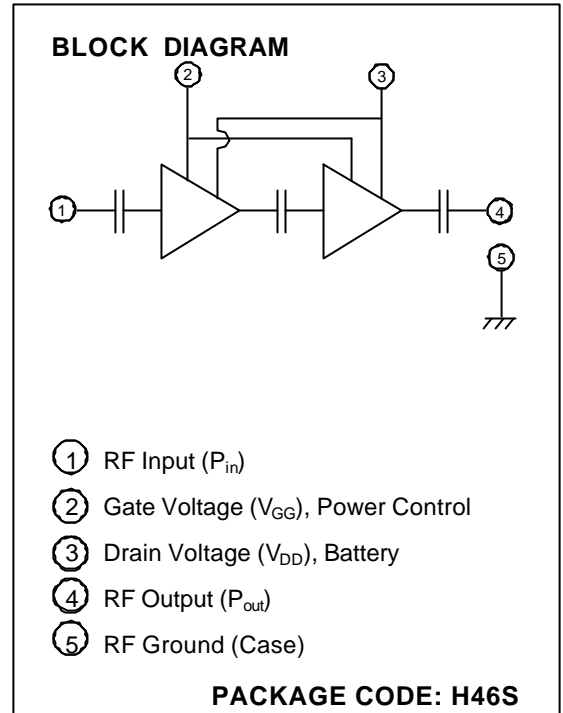 BLOCK DIAGRAM
2 3
1 4
5
1 RF Input (Pin)
2 Gate Voltage (VGG), Power Control
3 Drain Voltage (VDD), Battery
4 RF Output (Pout)
5 RF Ground (Case)
PACKAGE CODE: H46S